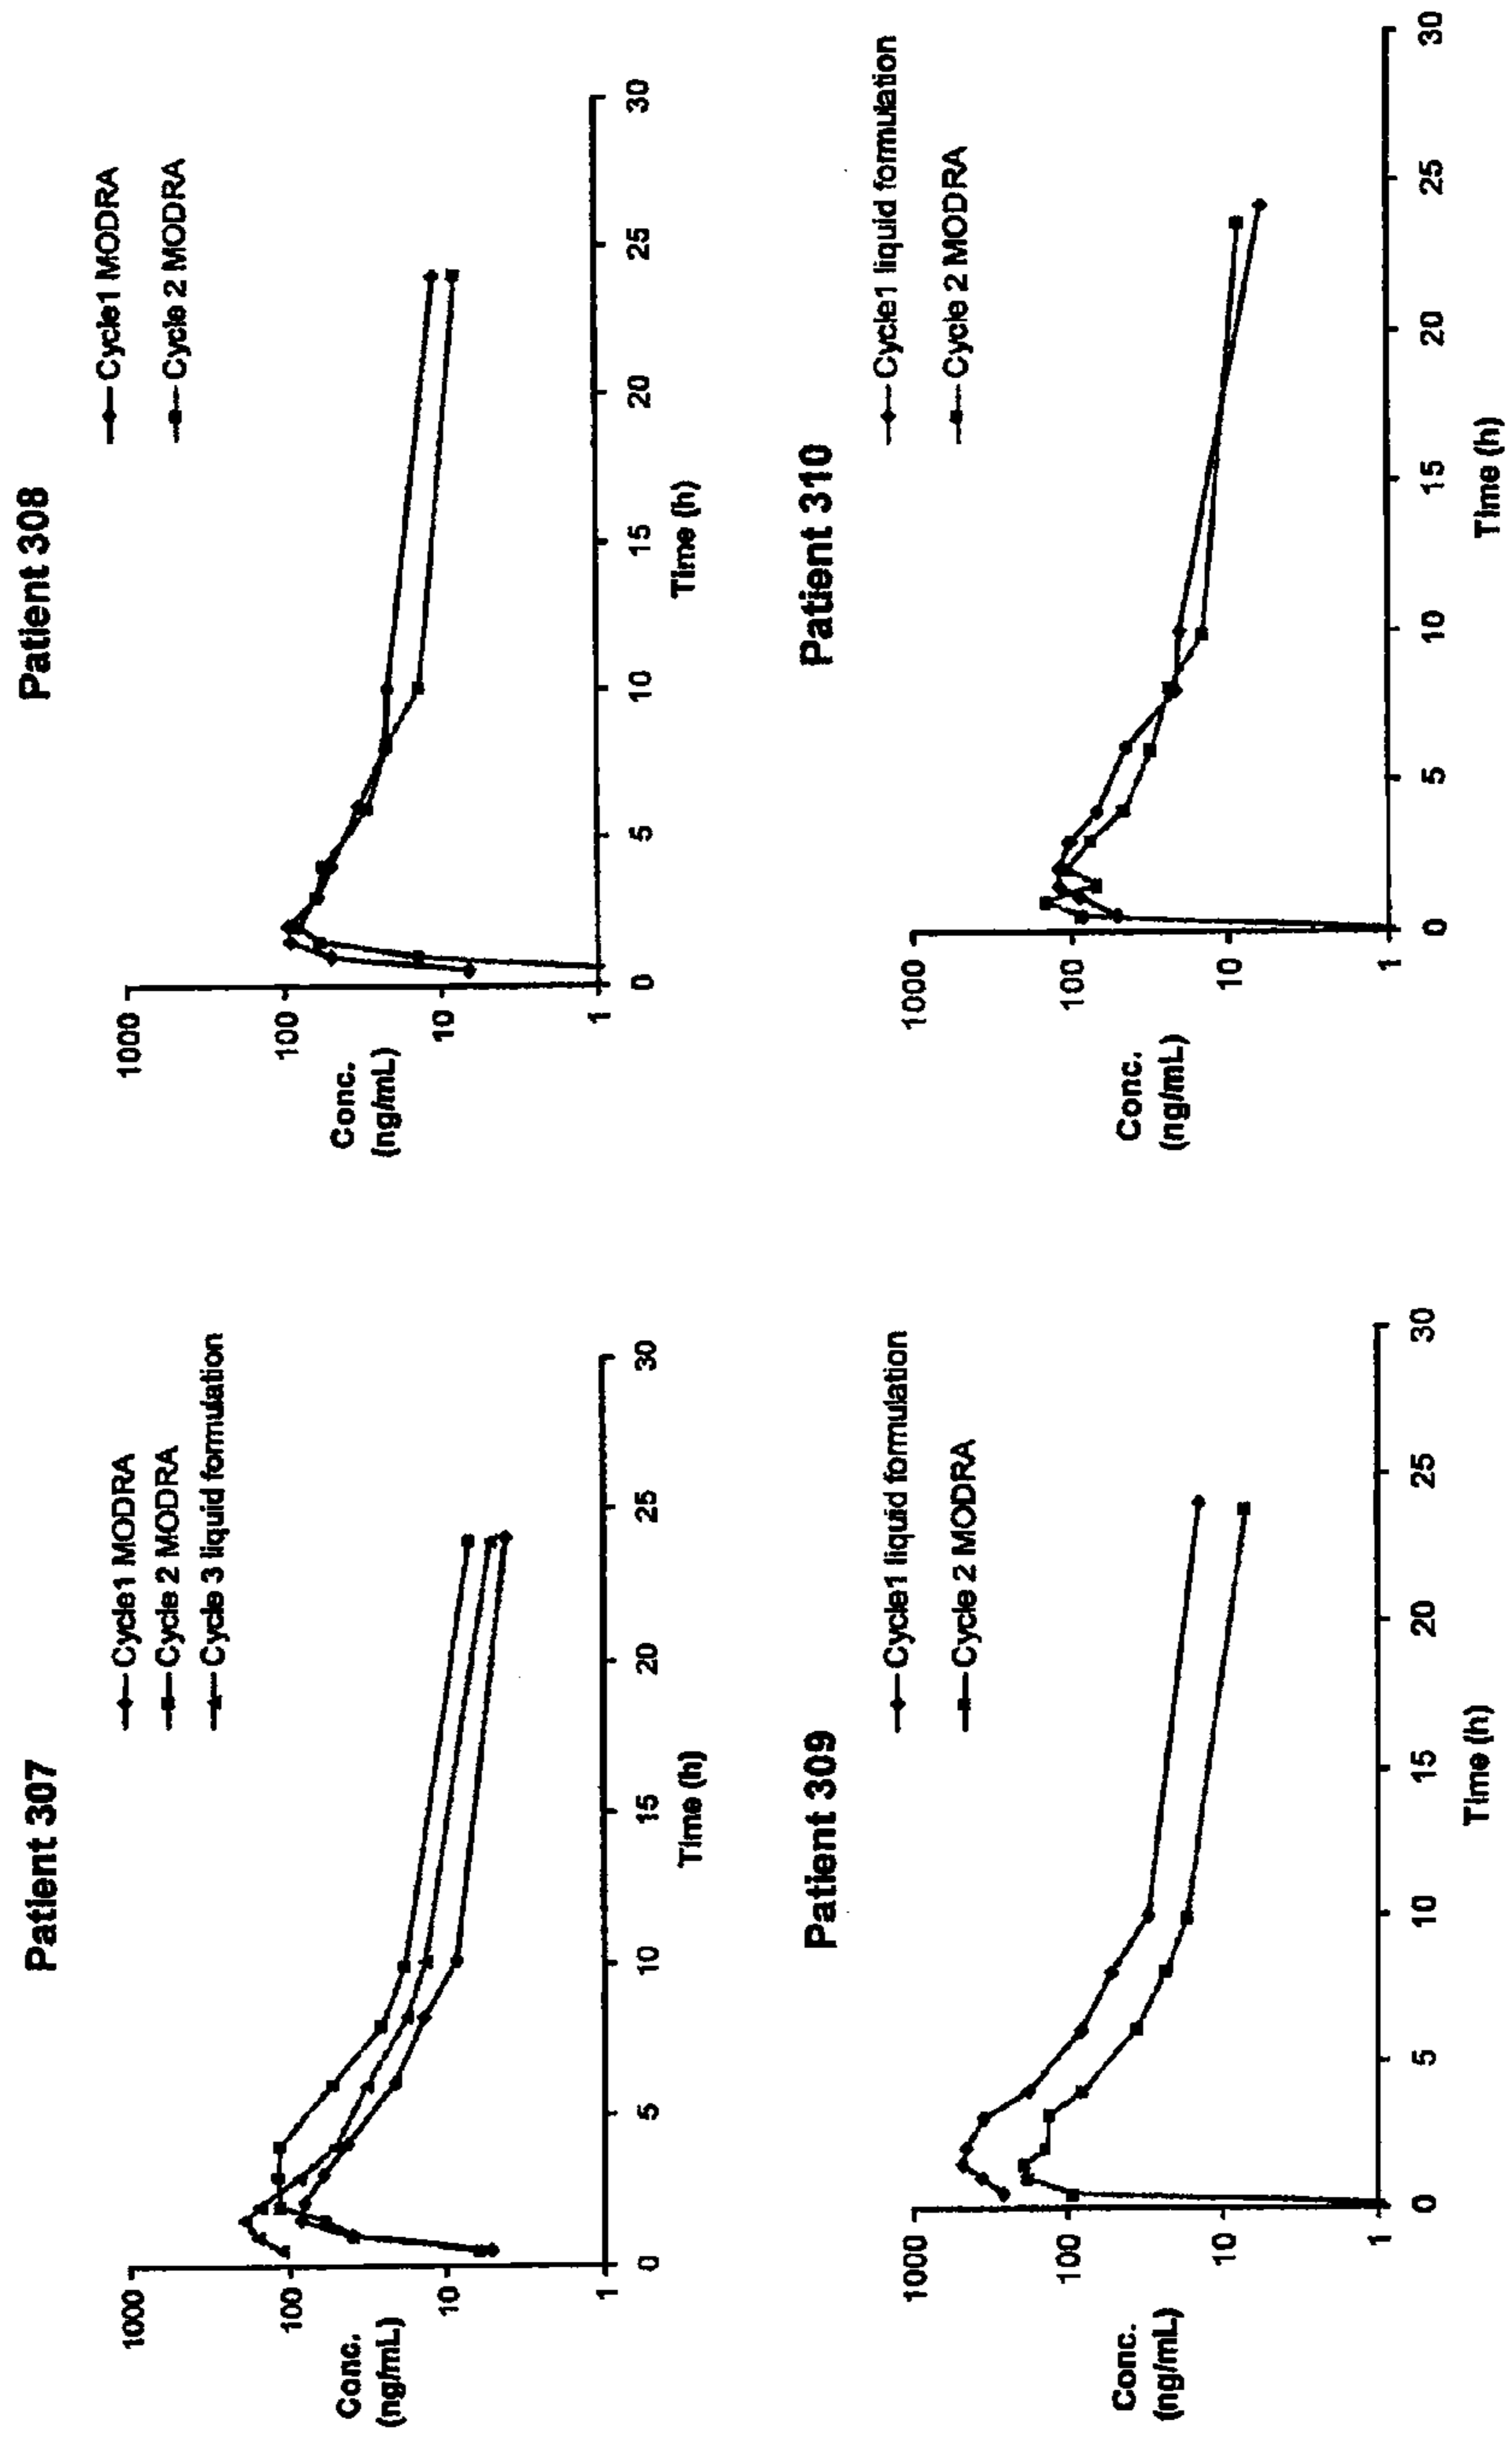 Patient 307
Cycle1 MODRA
Cycle 2 MODRA
Cycle 3 liquid formulation
1000
100
10
1
Conc.
(ng/mL)
0
5
10
15
20
25
30
Time (h)
Patient 308
Cycle1 MODRA
Cycle 2 MODRA
1000
100
10
1
Conc.
(ng/mL)
0
5
10
15
20
25
30
Time (h)
Patient 309
Cycle1 liquid formulation
Cycle 2 MODRA
1000
100
10
1
Conc.
(ng/mL)
0
5
10
15
20
25
30
Time (h)
Patient 310
Cycle1 liquid formulation
Cycle 2 MODRA
1000
100
10
1
Conc.
(ng/mL)
0
5
10
15
20
25
30
Time (h)